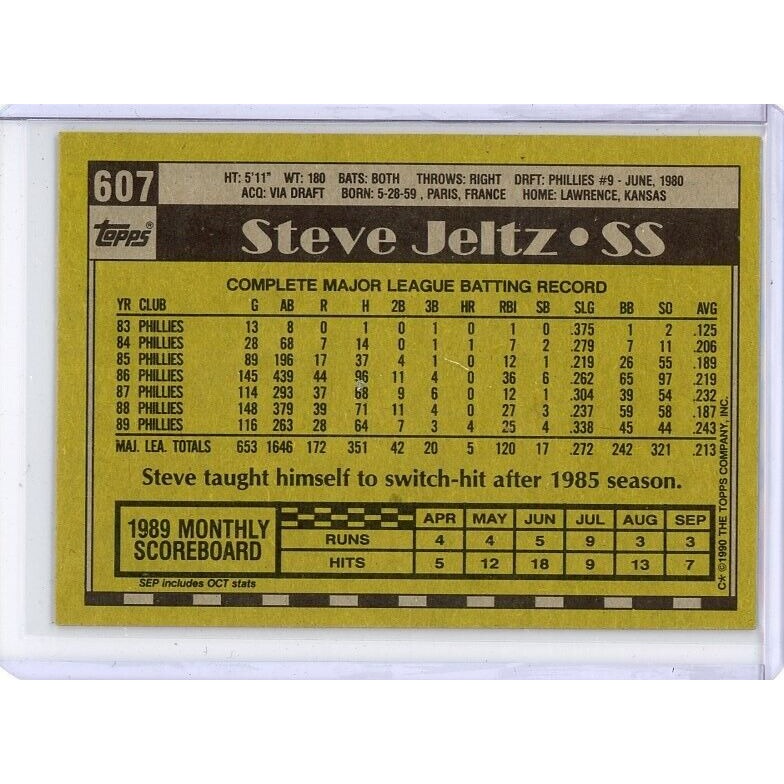 607
HT: 5'11" WT: 180 BATS: BOTH THROWS: RIGHT DRFT: PHILLIES #9 - JUNE, 1980
ACQ: VIA DRAFT BORN: 5-28-59 , PARIS, FRANCE HOME: LAWRENCE, KANSAS
topps®
Steve Jeltz • SS
COMPLETE MAJOR LEAGUE BATTING RECORD
YR CLUB G AB R H 2B 3B HR RBI SB SLG BB SO AVG
83 PHILLIES 13 8 0 1 0 1 0 1 0 .375 1 2 .125
84 PHILLIES 28 68 7 14 0 1 1 7 2 .279 7 11 .206
85 PHILLIES 89 196 17 37 4 1 0 12 1 .219 26 55 .189
86 PHILLIES 145 439 44 96 11 4 0 36 6 .262 65 97 .219
87 PHILLIES 114 293 37 68 9 6 0 12 1 .304 39 54 .232
88 PHILLIES 148 379 39 71 11 4 0 27 3 .237 59 58 .187
89 PHILLIES 116 263 28 64 7 3 4 25 4 .338 45 44 .243
MAJ. LEA. TOTALS 653 1646 172 351 42 20 5 120 17 .272 242 321 .213
Steve taught himself to switch-hit after 1985 season.
1989 MONTHLY
SCOREBOARD
APR MAY JUN JUL AUG SEP
RUNS 4 4 5 9 3 3
HITS 5 12 18 9 13 7
SEP includes OCT stats
C* ©1990 THE TOPPS COMPANY, INC.